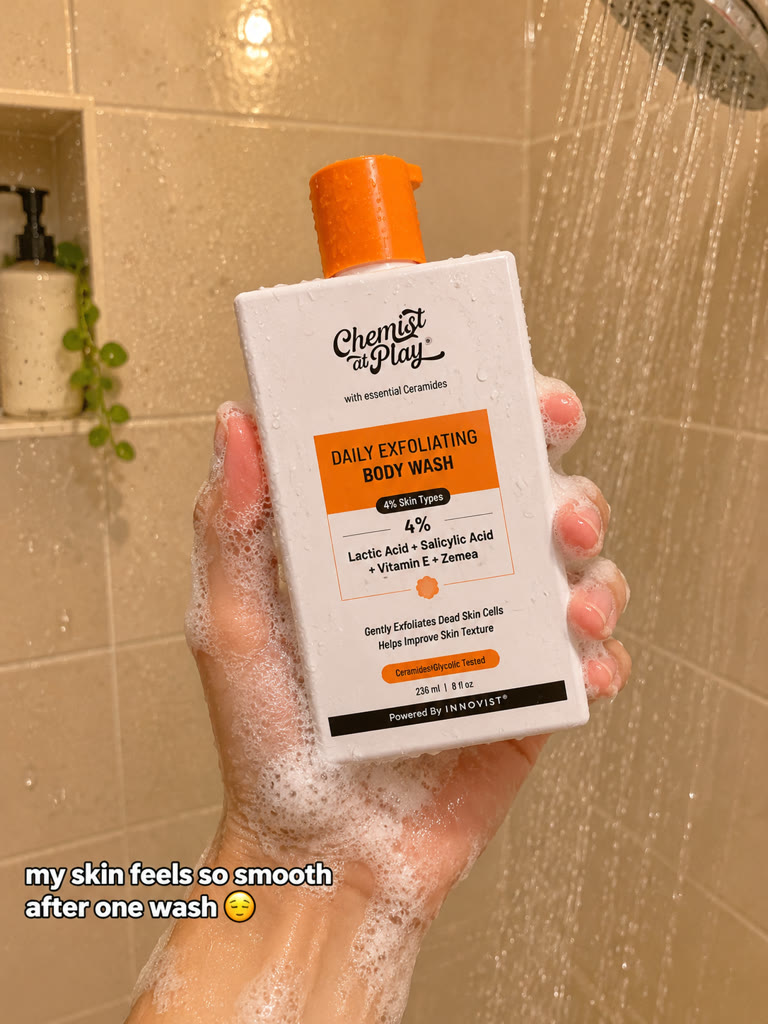 Chemist
at Play®
with essential Ceramides
DAILY EXFOLIATING
BODY WASH
4% Skin Types
4%
Lactic Acid + Salicylic Acid
+ Vitamin E + Zemea
Gently Exfoliates Dead Skin Cells
Helps Improve Skin Texture
Ceramides+Glycolic Tested
236 ml | 8 fl oz
Powered By INNOVIST®
my skin feels so smooth
after one wash 😌